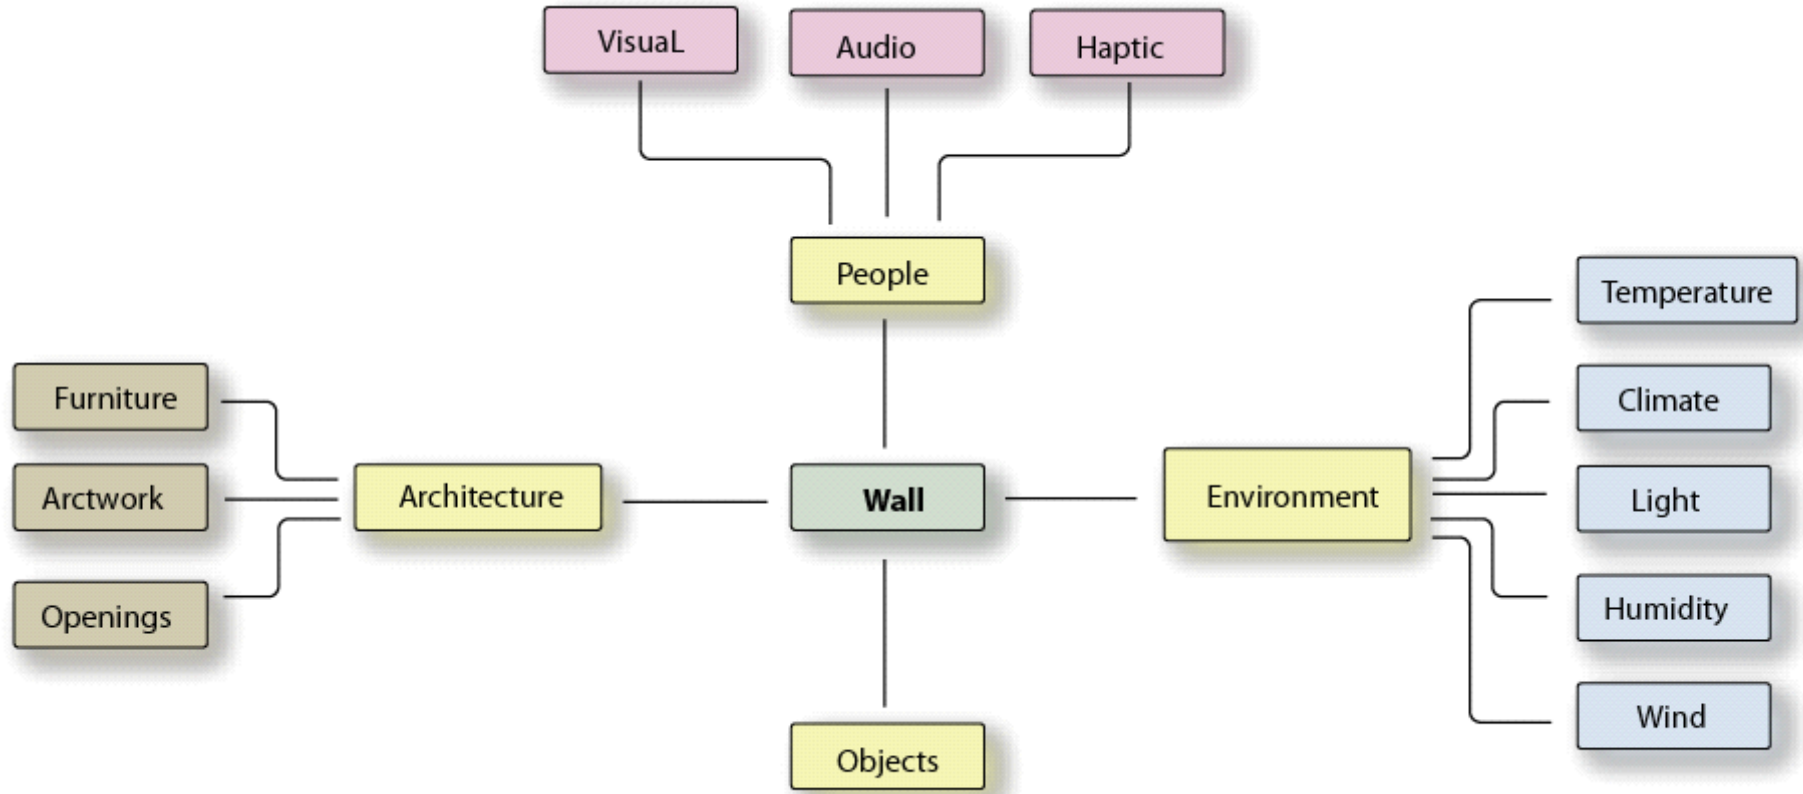 VisuaL
Audio
Haptic
People
Temperature
Furniture
Climate
Arctwork
Architecture
Wall
Environment
Light
Openings
Humidity
Wind
Objects